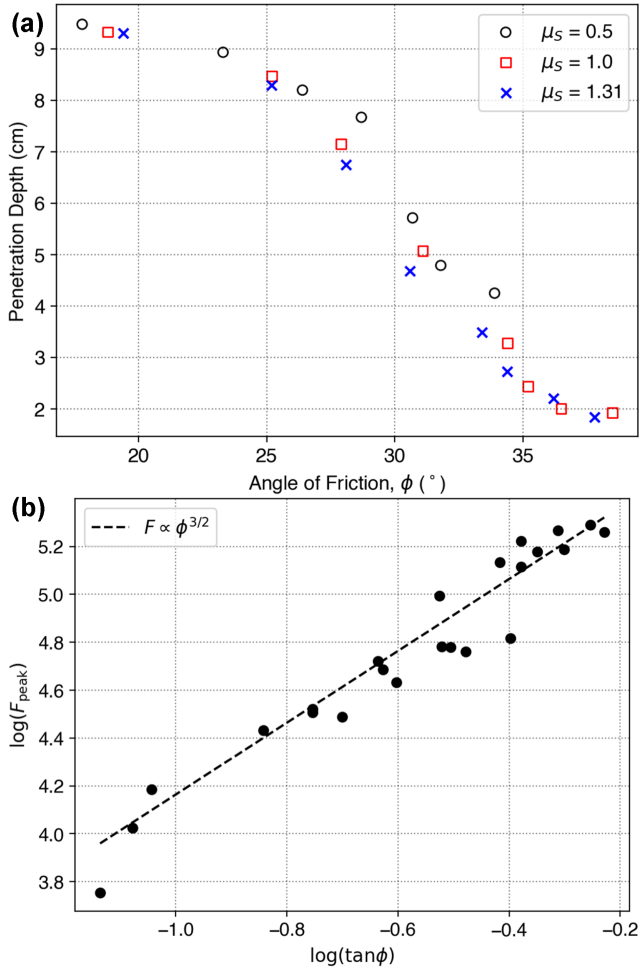 (a)
9
8
7
6
5
4
3
2
Penetration Depth (cm)
μS = 0.5
μS = 1.0
μS = 1.31
20 25 30 35
Angle of Friction, ϕ (°)
(b)
F ∝ ϕ3/2
5.2
5.0
4.8
4.6
4.4
4.2
4.0
3.8
log(Fpeak)
−1.0 −0.8 −0.6 −0.4 −0.2
log(tanϕ)